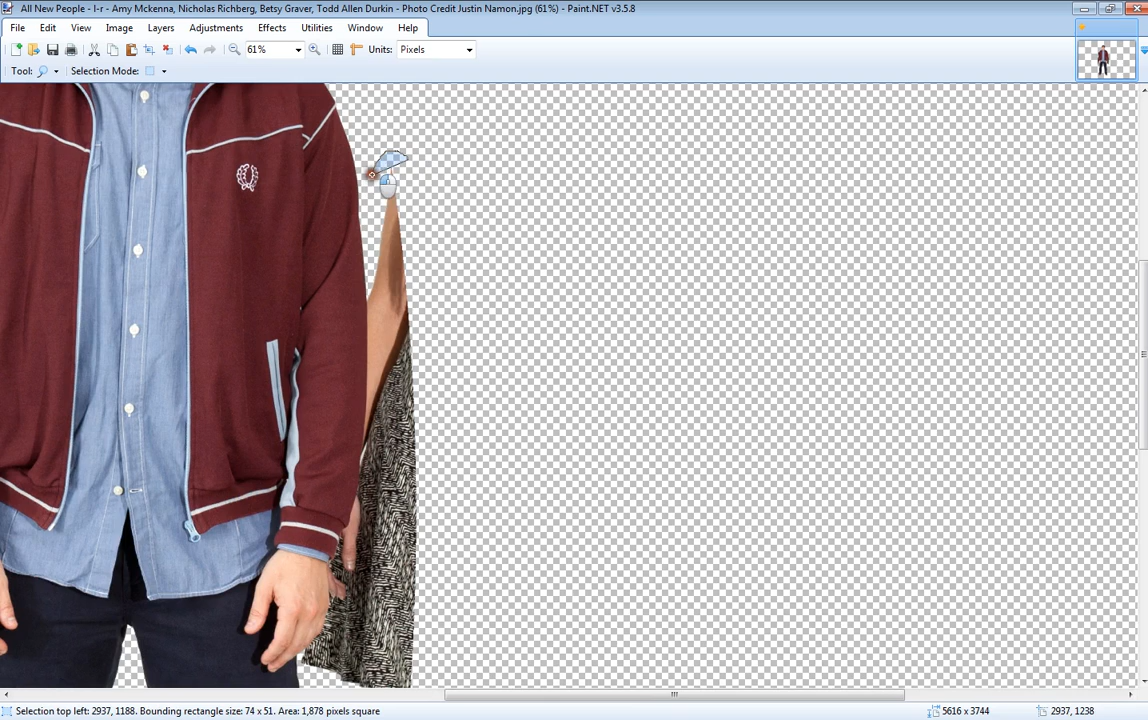 All New People - l-r - Amy Mckenna, Nicholas Richberg, Betsy Graver, Todd Allen Durkin - Photo Credit Justin Namon.jpg (61%) - Paint.NET v3.5.8
File Edit View Image Layers Adjustments Effects Utilities Window Help
61% Units: Pixels
Tool: Selection Mode:
Selection top left: 2937, 1188. Bounding rectangle size: 74 x 51. Area: 1,878 pixels square 5616 x 3744 2937, 1238